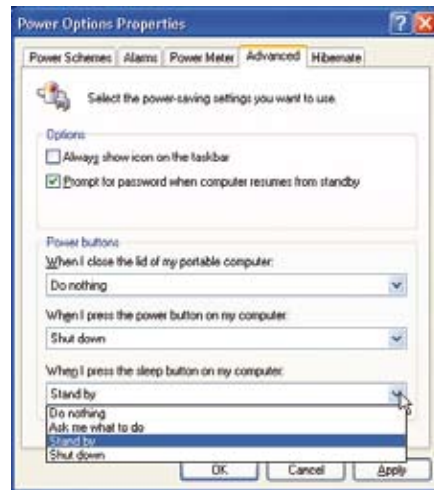 Power Options Properties
Power Schemes Alarms Power Meter Advanced Hibernate
Select the power-saving settings you want to use.
Options
Always show icon on the taskbar
Prompt for password when computer resumes from standby
Power buttons
When I close the lid of my portable computer:
Do nothing
When I press the power button on my computer:
Shut down
When I press the sleep button on my computer:
Stand by
Do nothing
Ask me what to do
Stand by
Shut down
OK Cancel Apply